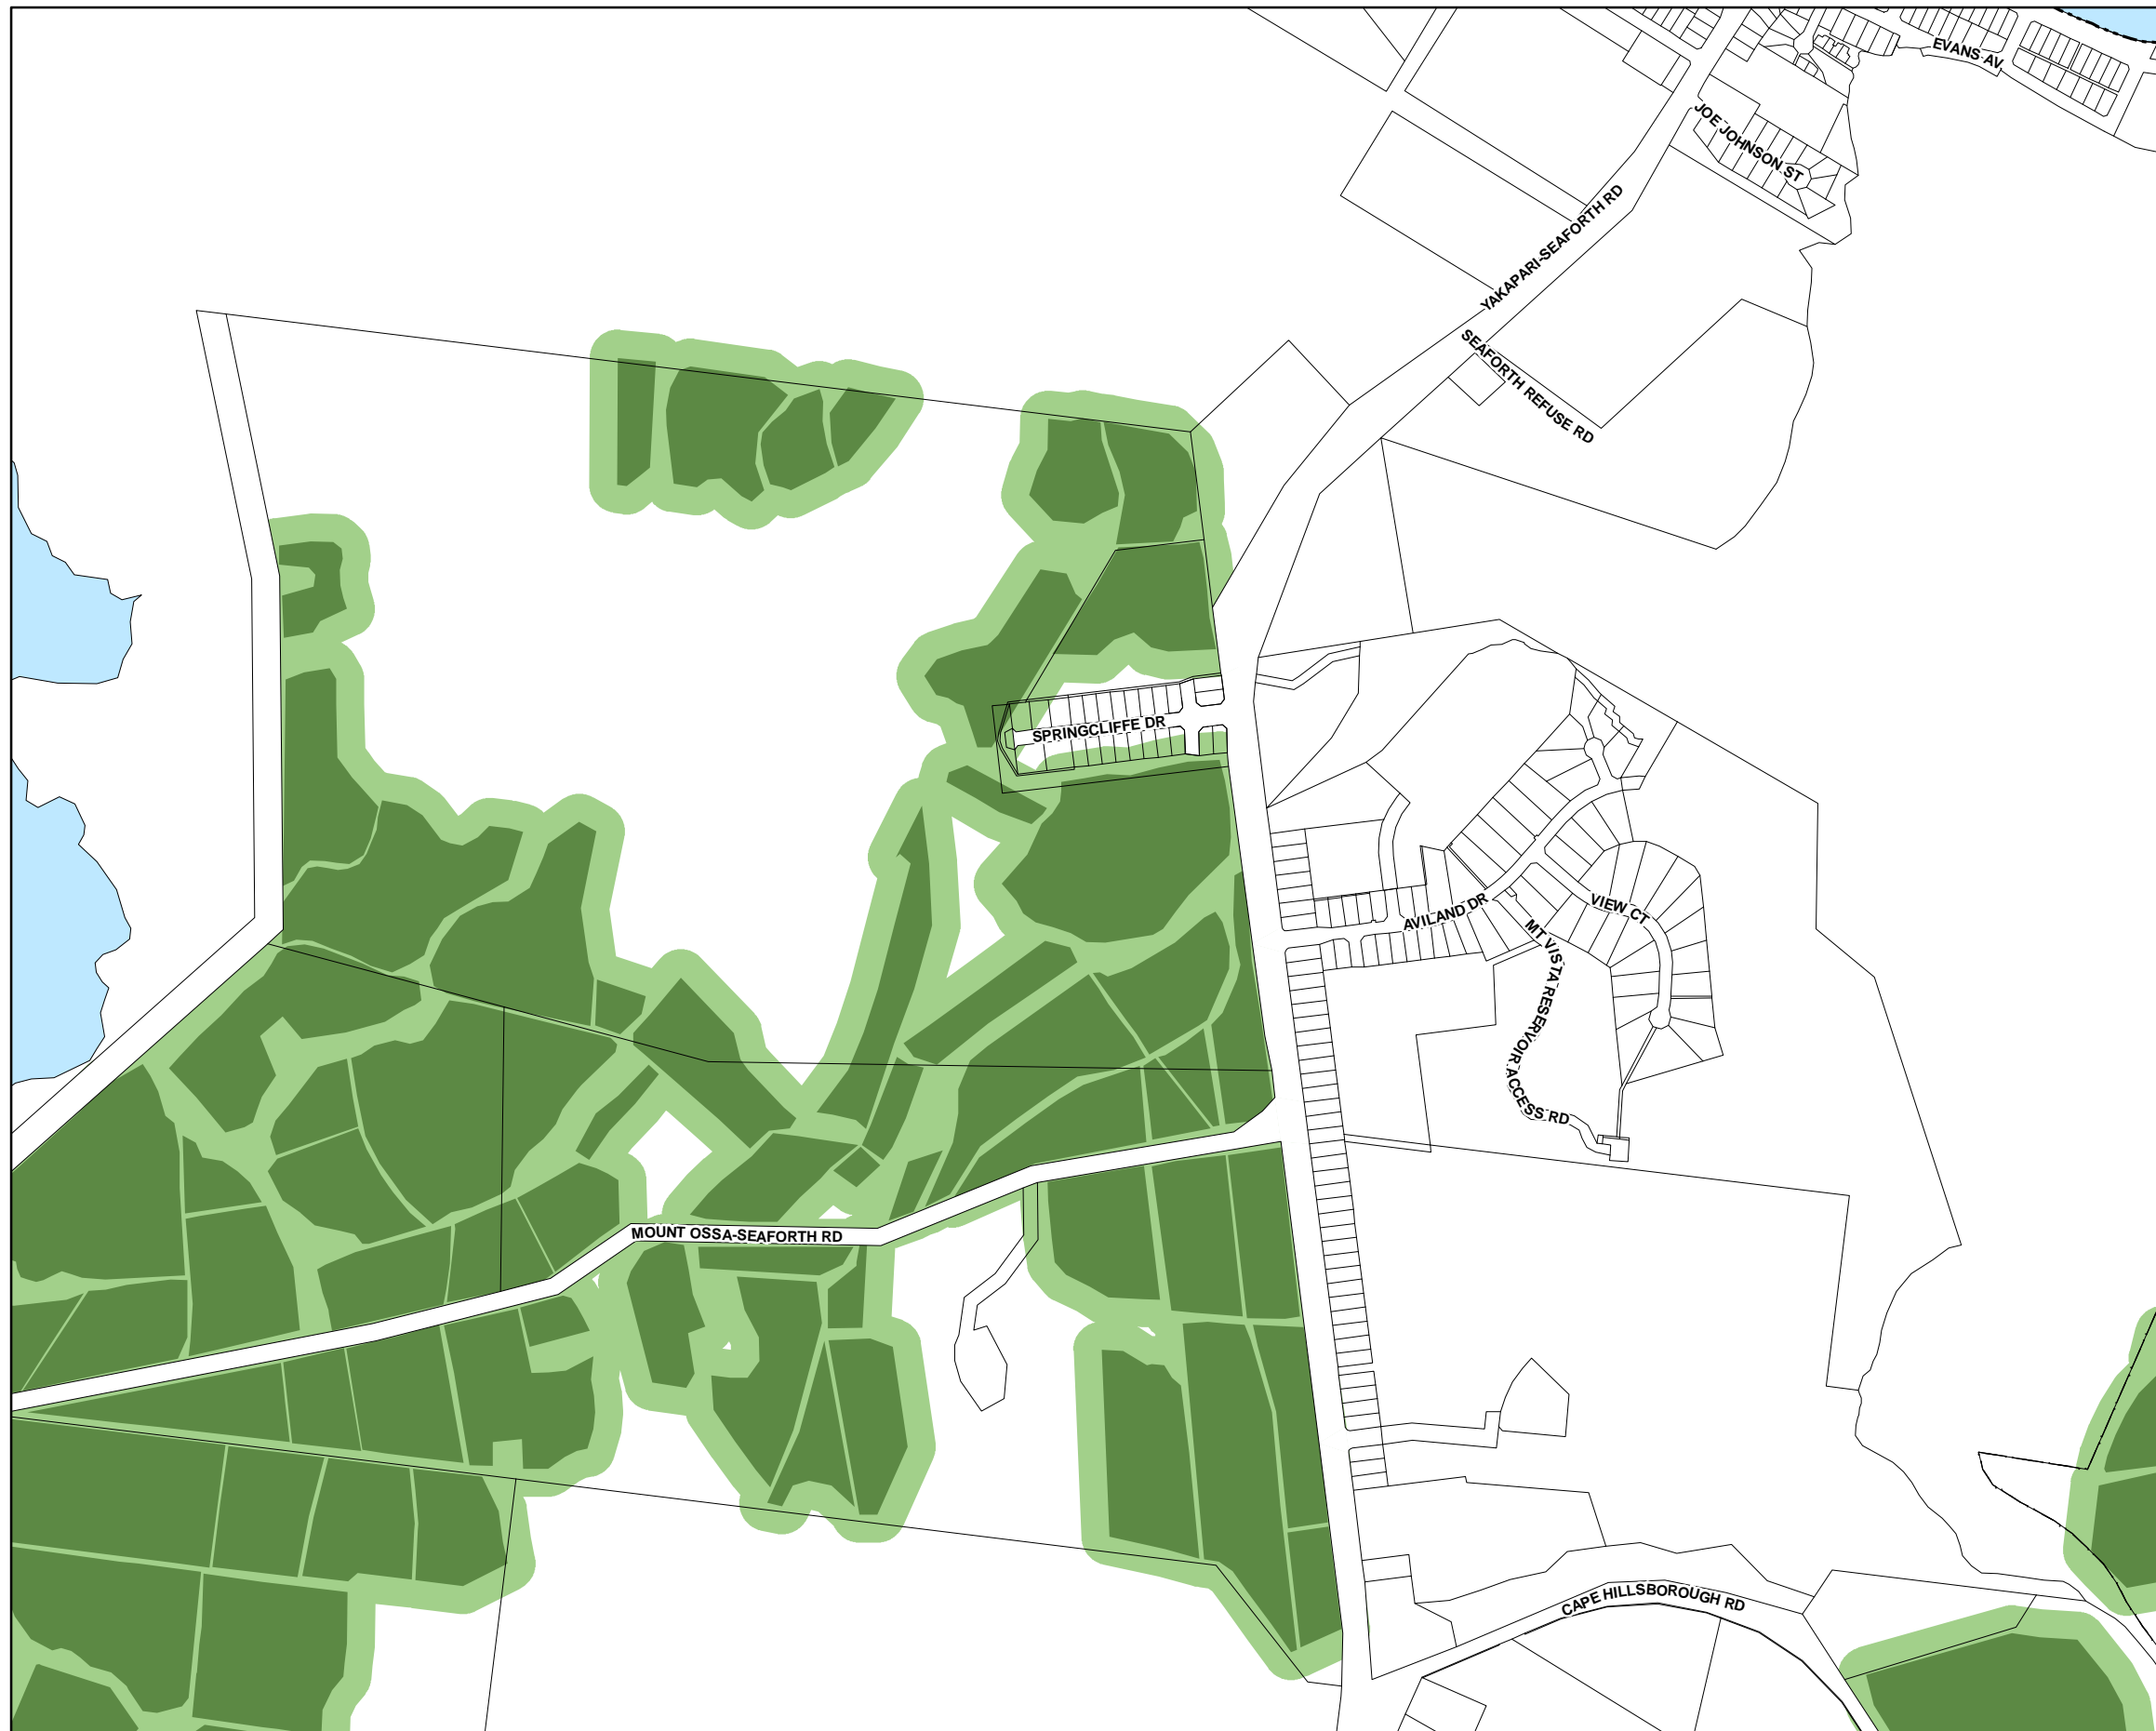 EVANS AV
JOE JOHNSON ST
YAKAPARI-SEAFORTH RD
SEAFORTH REFUSE RD
SPRINGCLIFFE DR
AVILAND DR
VIEW CT
MT VISTA RESERVOIR ACCESS RD
MOUNT OSSA-SEAFORTH RD
CAPE HILLSBOROUGH RD